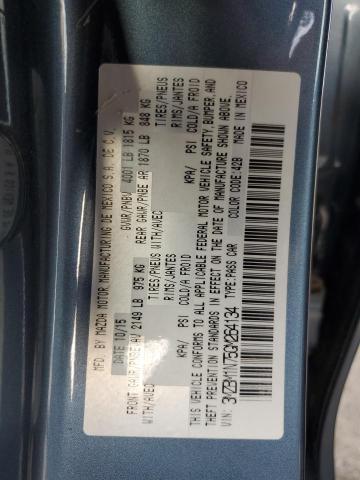 MFD. BY MAZDA MOTOR MANUFACTURING DE MEXICO S.A. DE C.V.
DATE 10/15 GVWR/PNBV 4001 LB 1815 KG
FRONT GAWR/PNBE AV 2149 LB 975 KG REAR GAWR/PNBE AR 1870 LB 848 KG
WITH/AVEC TIRES/PNEUS WITH/AVEC TIRES/PNEUS
RIMS/JANTES RIMS/JANTES
KPA/ PSI COLD/A FROID KPA/ PSI COLD/A FROID
THIS VEHICLE CONFORMS TO ALL APPLICABLE FEDERAL MOTOR VEHICLE SAFETY, BUMPER, AND
THEFT PREVENTION STANDARDS IN EFFECT ON THE DATE OF MANUFACTURE SHOWN ABOVE.
VIN: 3MZBM1V75GM264134 TYPE: PASS CAR COLOR CODE: 42B MADE IN MEXICO